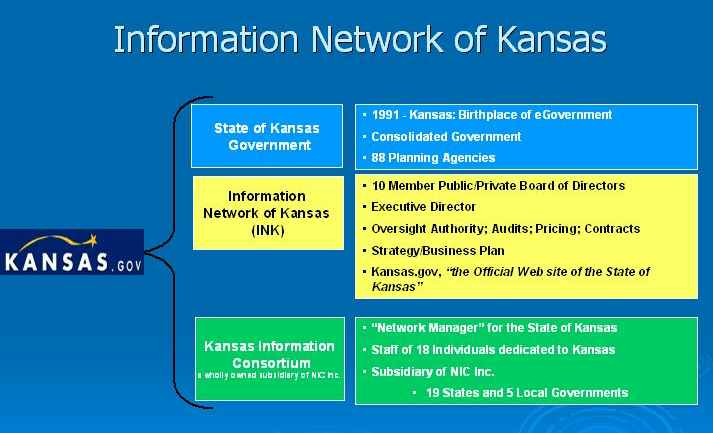 Information Network of Kansas
KANSAS.GOV
State of Kansas
Government
• 1991 - Kansas: Birthplace of eGovernment
• Consolidated Government
• 88 Planning Agencies
Information
Network of Kansas
(INK)
• 10 Member Public/Private Board of Directors
• Executive Director
• Oversight Authority; Audits; Pricing; Contracts
• Strategy/Business Plan
• Kansas.gov, “the Official Web site of the State of
Kansas”
Kansas Information
Consortium
a wholly owned subsidiary of NIC Inc.
• “Network Manager” for the State of Kansas
• Staff of 18 Individuals dedicated to Kansas
• Subsidiary of NIC Inc.
• 19 States and 5 Local Governments